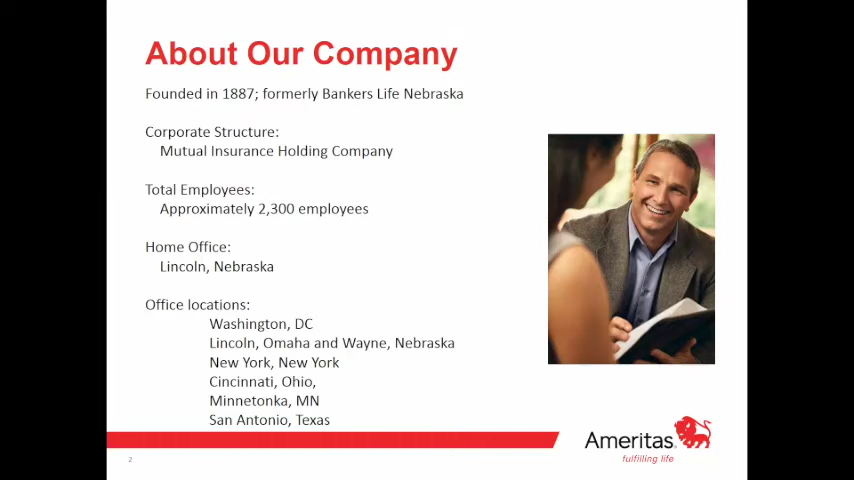 About Our Company
Founded in 1887; formerly Bankers Life Nebraska
Corporate Structure:
Mutual Insurance Holding Company
Total Employees:
Approximately 2,300 employees
Home Office:
Lincoln, Nebraska
Office locations:
Washington, DC
Lincoln, Omaha and Wayne, Nebraska
New York, New York
Cincinnati, Ohio,
Minnetonka, MN
San Antonio, Texas
Ameritas
fulfilling life
2